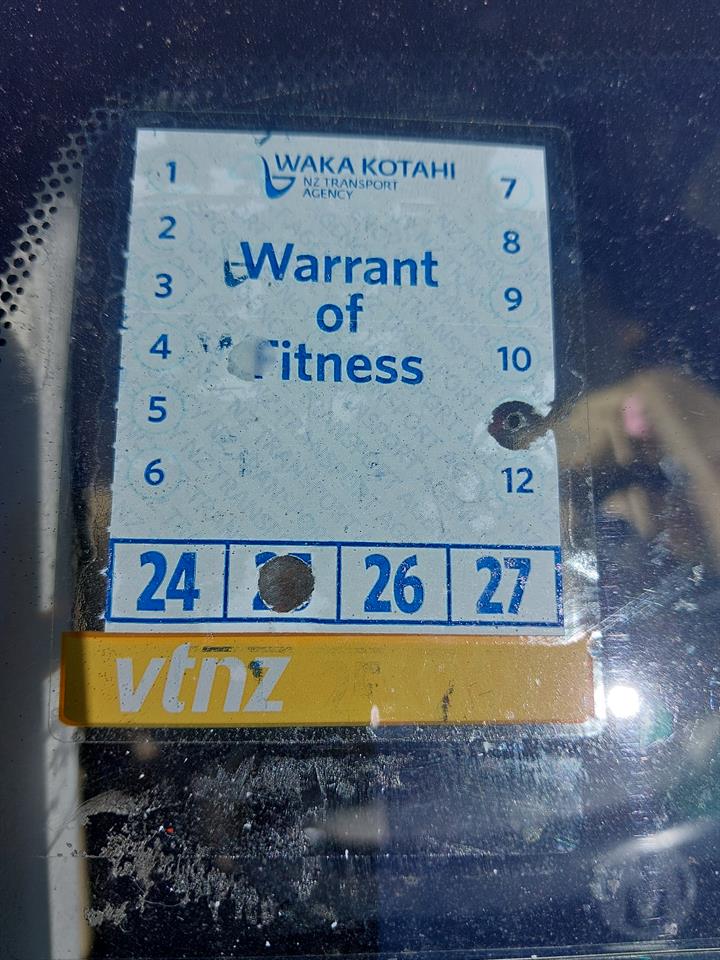 WAKA KOTAHI
NZ TRANSPORT
AGENCY
1
2
3
4
5
6
Warrant
of
Fitness
7
8
9
10
12
24 26 27
vtnz